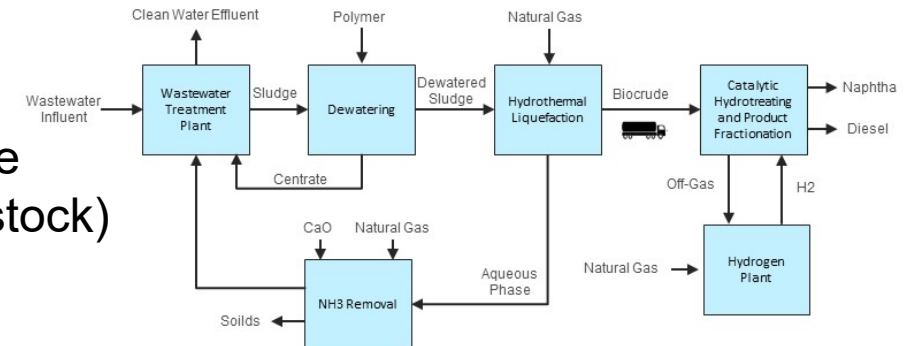 Clean Water Effluent
Polymer
Natural Gas
Wastewater
Influent
Wastewater
Treatment
Plant
Sludge
Dewatering
Dewatered
Sludge
Hydrothemal
Liquefaction
Biocrude
Catalytic
Hydrotreating
and Product
Fractionation
Naphtha
Diesel
Centrate
Off-Gas
H2
e
stock)
CaO
Natural Gas
NH3 Removal
Soilds
Aqueous
Phase
Natural Gas
Hydrogen
Plant